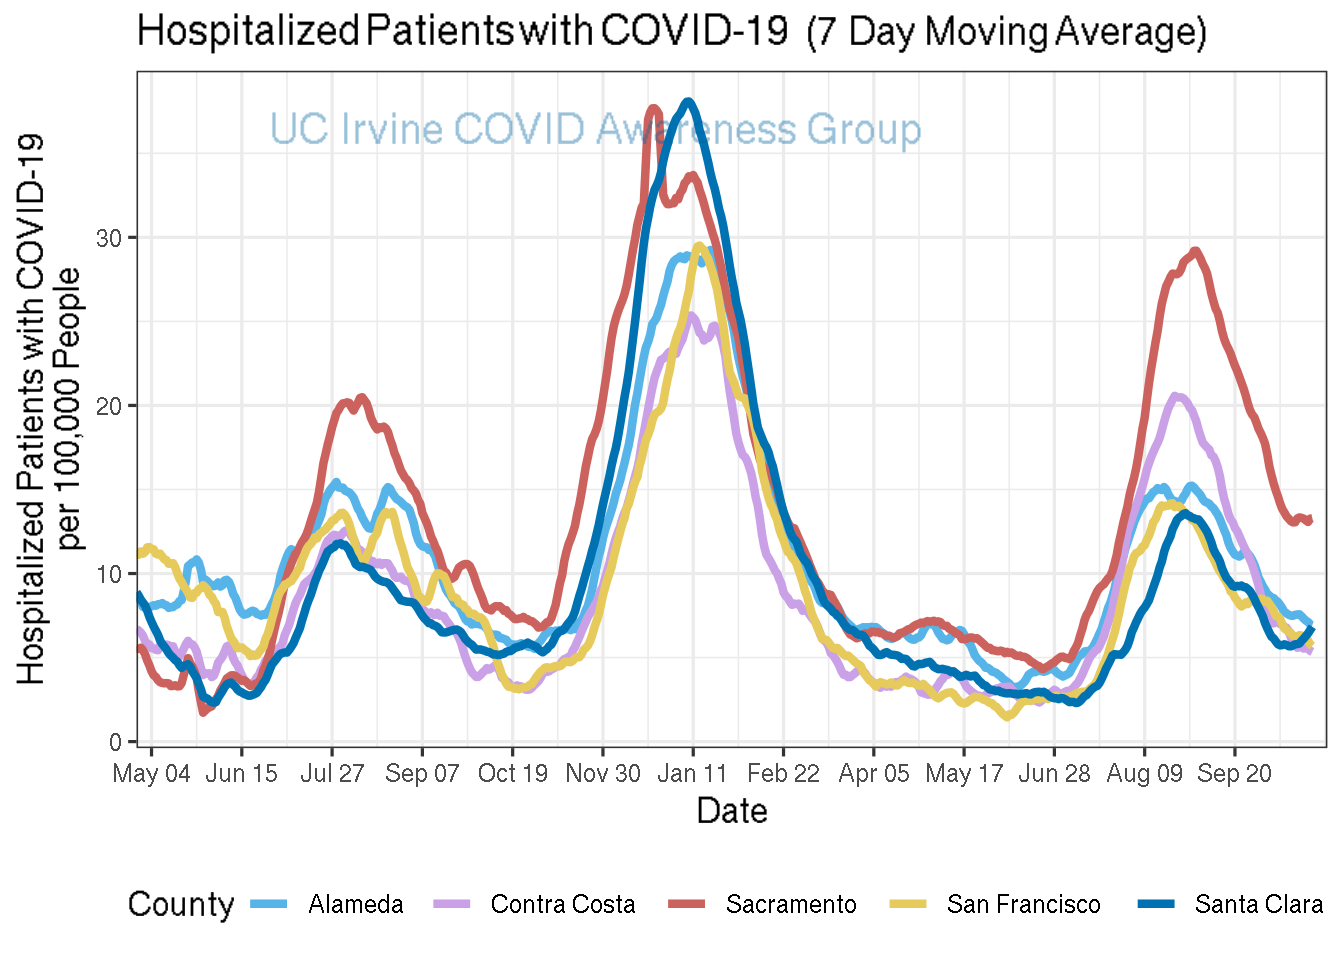 Hospitalized Patients with COVID-19 (7 Day Moving Average)
UC Irvine COVID Awareness Group
Hospitalized Patients with COVID-19
per 100,000 People
30
20
10
0
May 04 Jun 15 Jul 27 Sep 07 Oct 19 Nov 30 Jan 11 Feb 22 Apr 05 May 17 Jun 28 Aug 09 Sep 20
Date
County Alameda Contra Costa Sacramento San Francisco Santa Clara